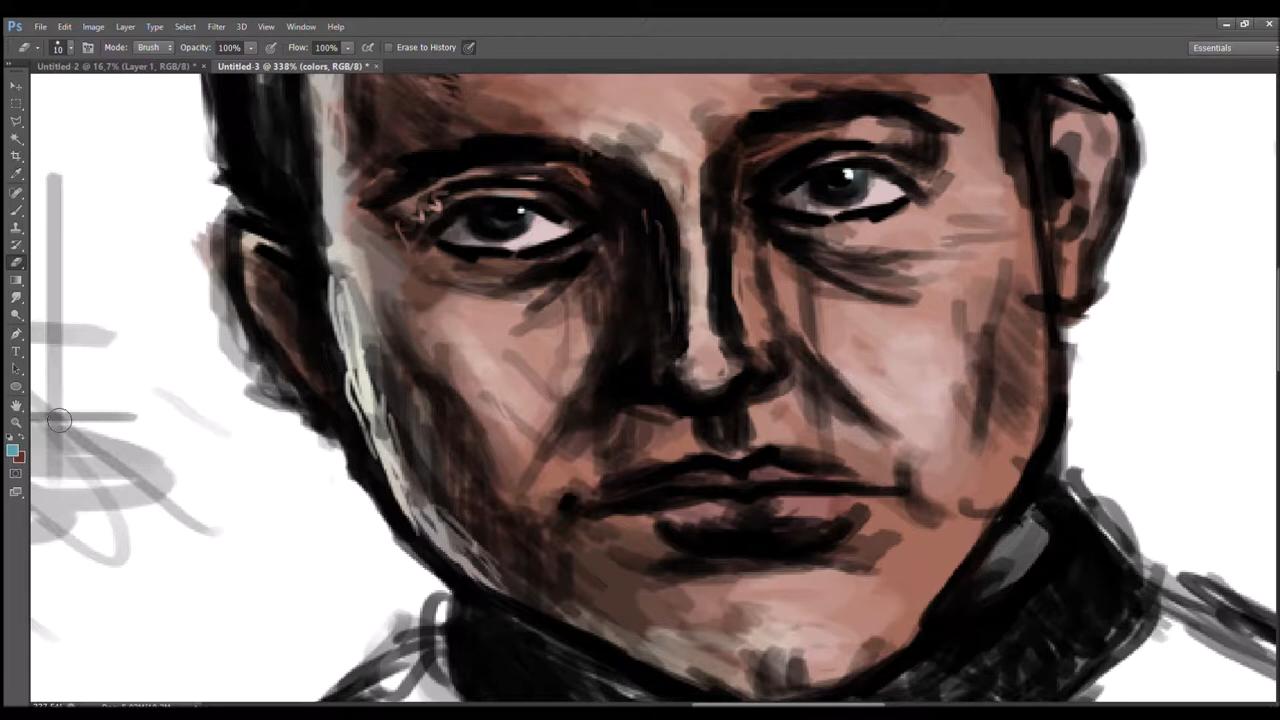 Ps File Edit Image Layer Type Select Filter 3D View Window Help
10 Mode: Brush Opacity: 100% Flow: 100% Erase to History Essentials
Untitled-2 @ 16,7% (Layer 1, RGB/8) * × Untitled-3 @ 338% (colors, RGB/8) * ×